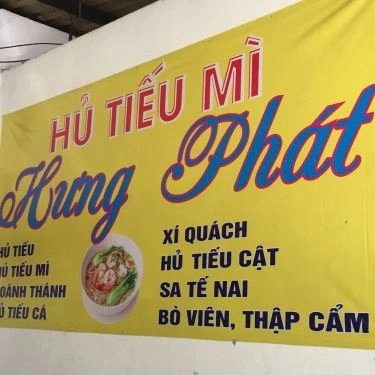 HỦ TIẾU MÌ
Hưng Phát
HỦ TIẾU
HỦ TIẾU MÌ
HOÀNH THÁNH
HỦ TIẾU CÁ
XÍ QUÁCH
HỦ TIẾU CẬT
SA TẾ NAI
BÒ VIÊN, THẬP CẨM